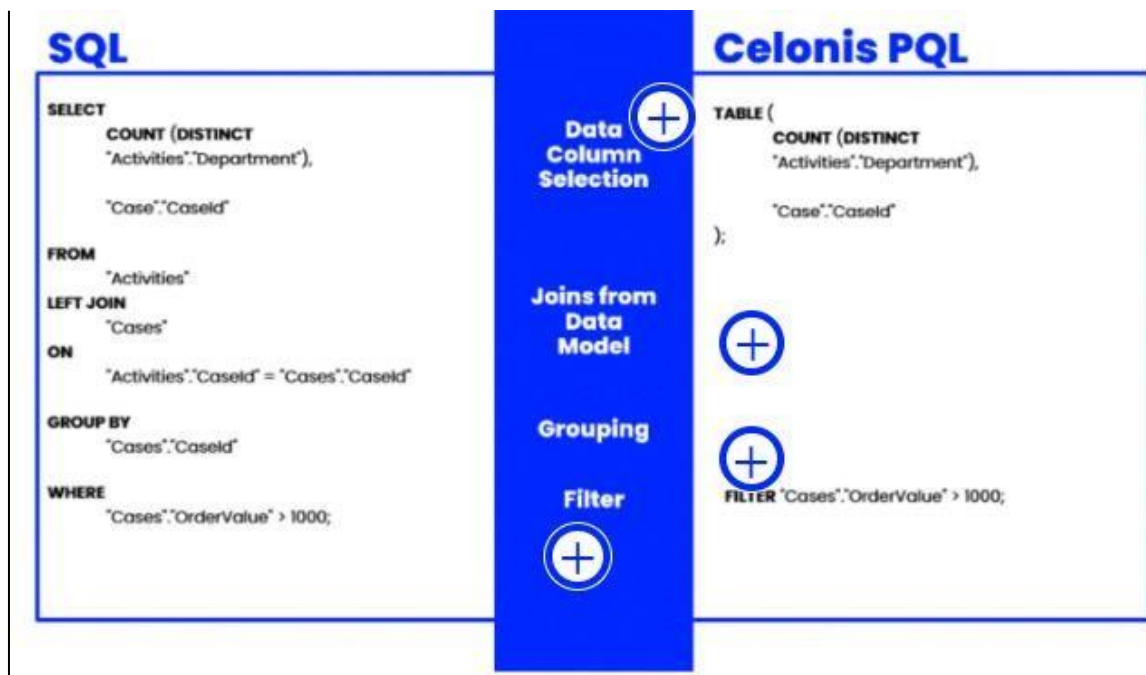 SQL
SELECT
COUNT (DISTINCT
"Activities"."Department"),
"Case"."CaseId"
FROM
"Activities"
LEFT JOIN
"Cases"
ON
"Activities"."CaseId" = "Cases"."CaseId"
GROUP BY
"Cases"."CaseId"
WHERE
"Cases"."OrderValue" > 1000;
Data
Column
Selection
Joins from
Data
Model
Grouping
Filter
Celonis PQL
TABLE (
COUNT (DISTINCT
"Activities"."Department"),
"Case"."CaseId"
);
FILTER "Cases"."OrderValue" > 1000;